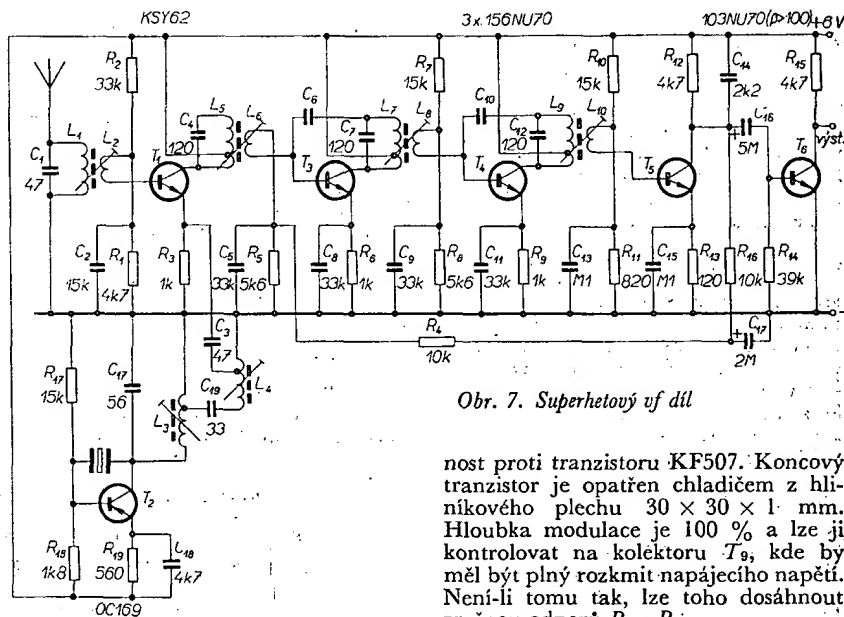 KSY62
3x 156NU70
103NU70(β>100)
+6V
R2
33k
R7
15k
R10
15k
R12
4k7
C14
2k2
R15
4k7
L1
L2
C1
47
T1
C4
120
L5
L6
C6
C7
120
L7
L8
T3
C10
C12
120
L9
L10
T4
T5
C16
5M
T6
výst.
C2
15k
R1
4k7
R3
1k
C5
33k
R5
5k6
C8
33k
R6
1k
C9
33k
R8
5k6
C11
33k
R9
1k
C13
M1
R11
820
C15
M1
R13
120
R16
10k
R14
39k
C3
47
R4
10k
C17
2M
R17
15k
C17
56
C19
33
L3
L4
T2
R18
1k8
R19
560
C18
4k7
OC169
Obr. 7. Superhetový vf díl
nost proti tranzistoru KF507. Koncový
tranzistor je opatřen chladičem z hli-
níkového plechu 30 × 30 × 1 mm.
Hloubka modulace je 100 % a lze ji
kontrolovat na kolektoru T9, kde by
měl být plný rozkmit napájecího napětí.
Není-li tomu tak, lze toho dosáhnout